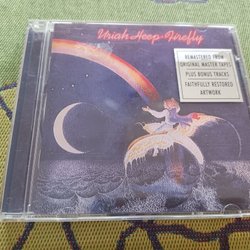 Uriah Heep·Firefly
REMASTERED FROM
ORIGINAL MASTER TAPES
PLUS BONUS TRACKS
FAITHFULLY RESTORED
ARTWORK